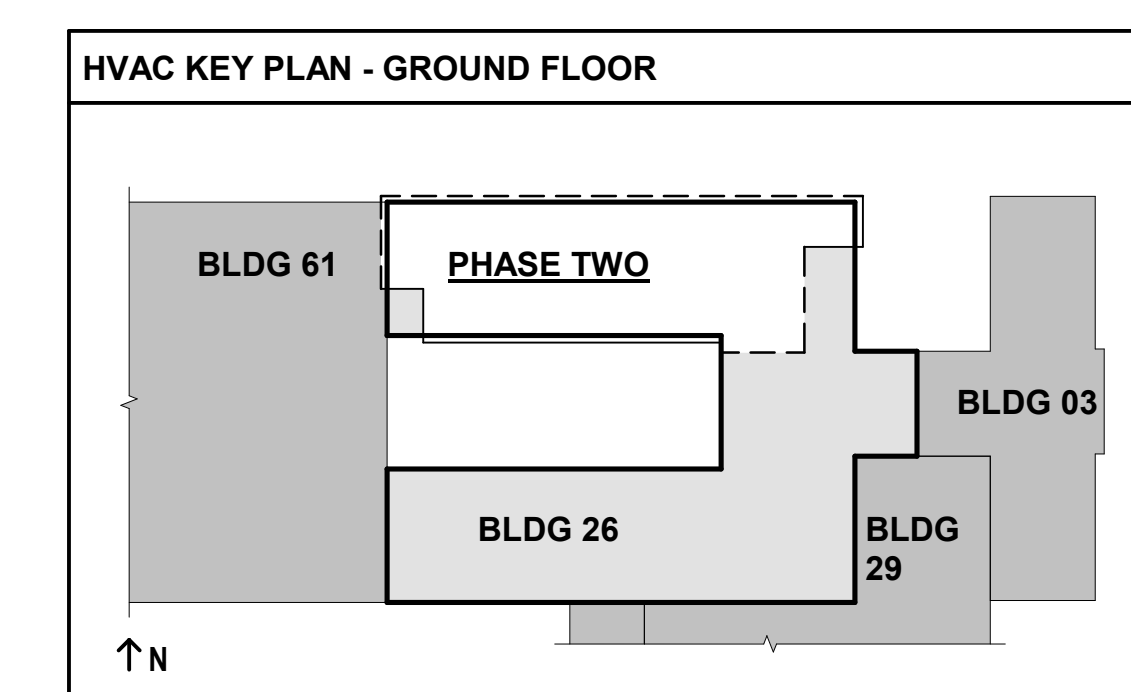 HVAC KEY PLAN - GROUND FLOOR
BLDG 61
PHASE TWO
BLDG 03
BLDG 26
BLDG
29
N